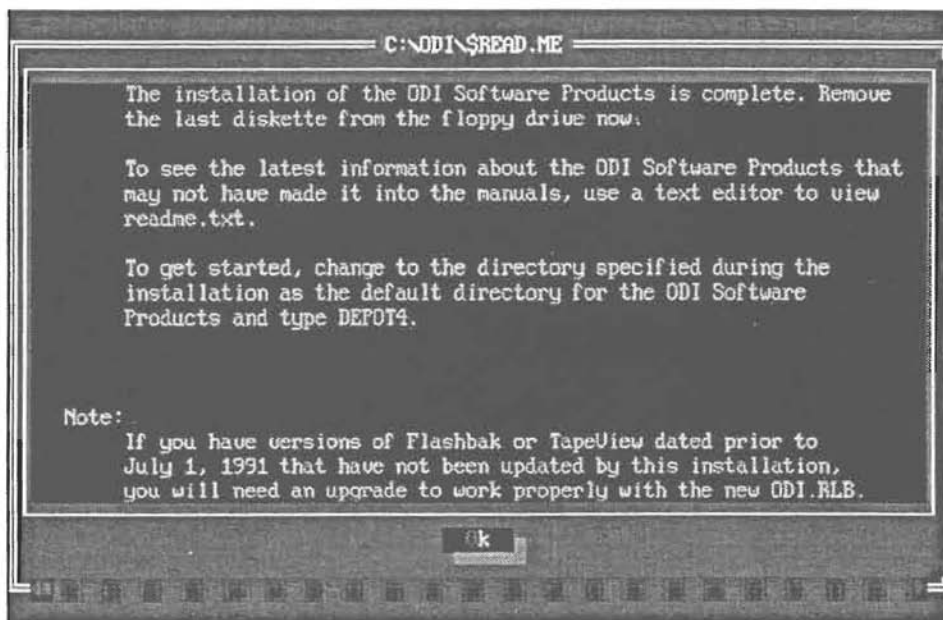 C:\ODI\$READ.ME
The installation of the ODI Software Products is complete. Remove
the last diskette from the floppy drive now.
To see the latest information about the ODI Software Products that
may not have made it into the manuals, use a text editor to view
readme.txt.
To get started, change to the directory specified during the
installation as the default directory for the ODI Software
Products and type DEPOT4.
Note:
If you have versions of Flashbak or TapeView dated prior to
July 1, 1991 that have not been updated by this installation,
you will need an upgrade to work properly with the new ODI.RLB.
Ok